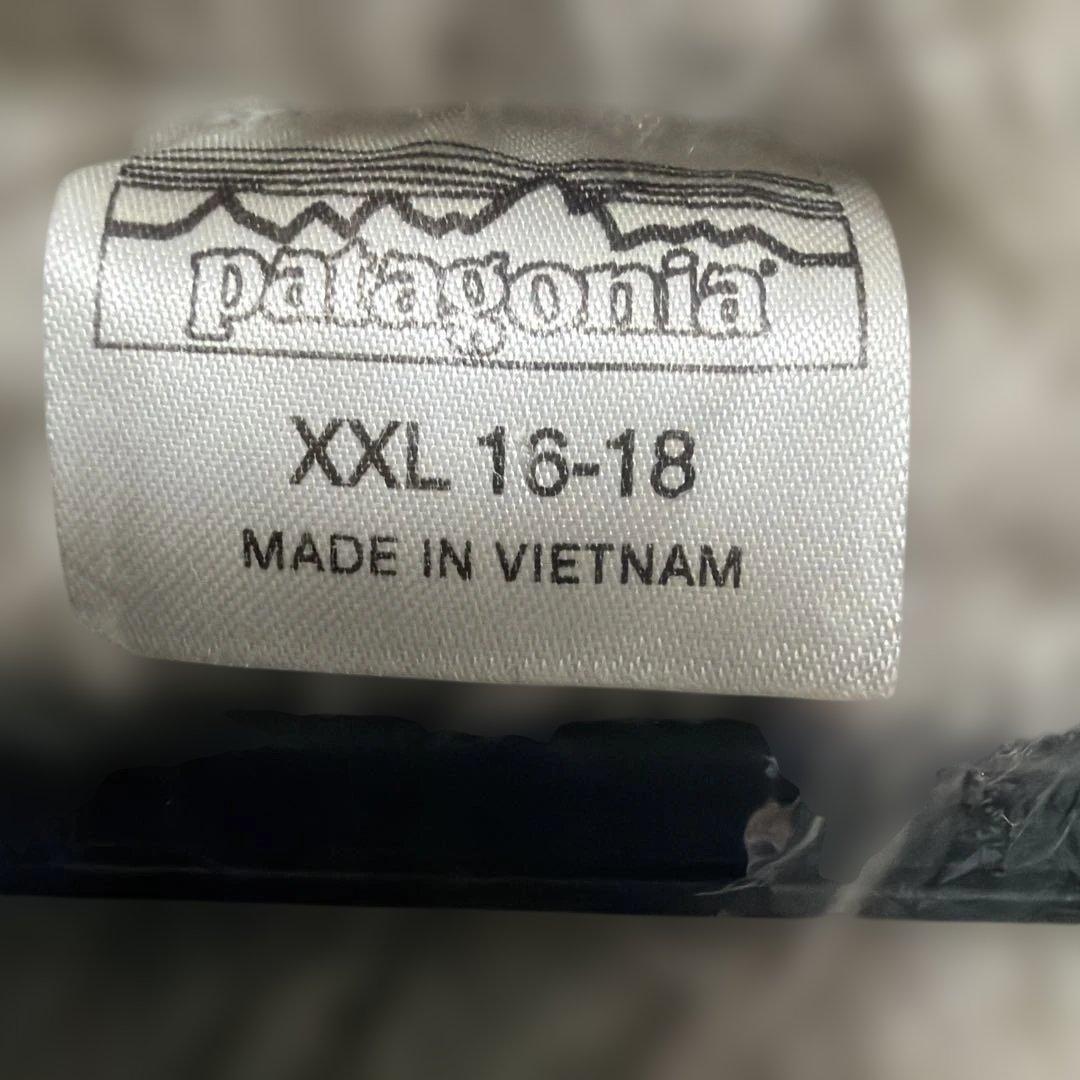 patagonia
XXL 16-18
MADE IN VIETNAM